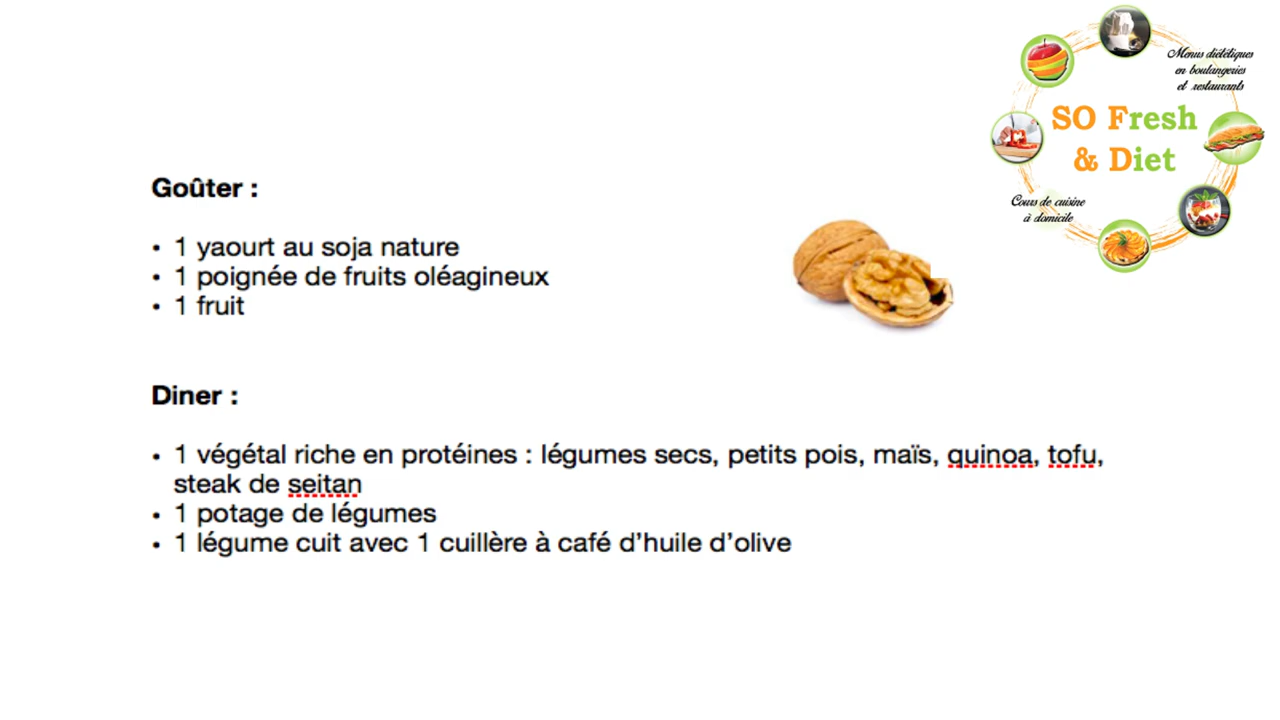 Menus diététiques
en boulangeries
et restaurants
SO Fresh
& Diet
Cours de cuisine
à domicile
Goûter :
• 1 yaourt au soja nature
• 1 poignée de fruits oléagineux
• 1 fruit
Diner :
• 1 végétal riche en protéines : légumes secs, petits pois, maïs, quinoa, tofu,
steak de seitan
• 1 potage de légumes
• 1 légume cuit avec 1 cuillère à café d’huile d’olive